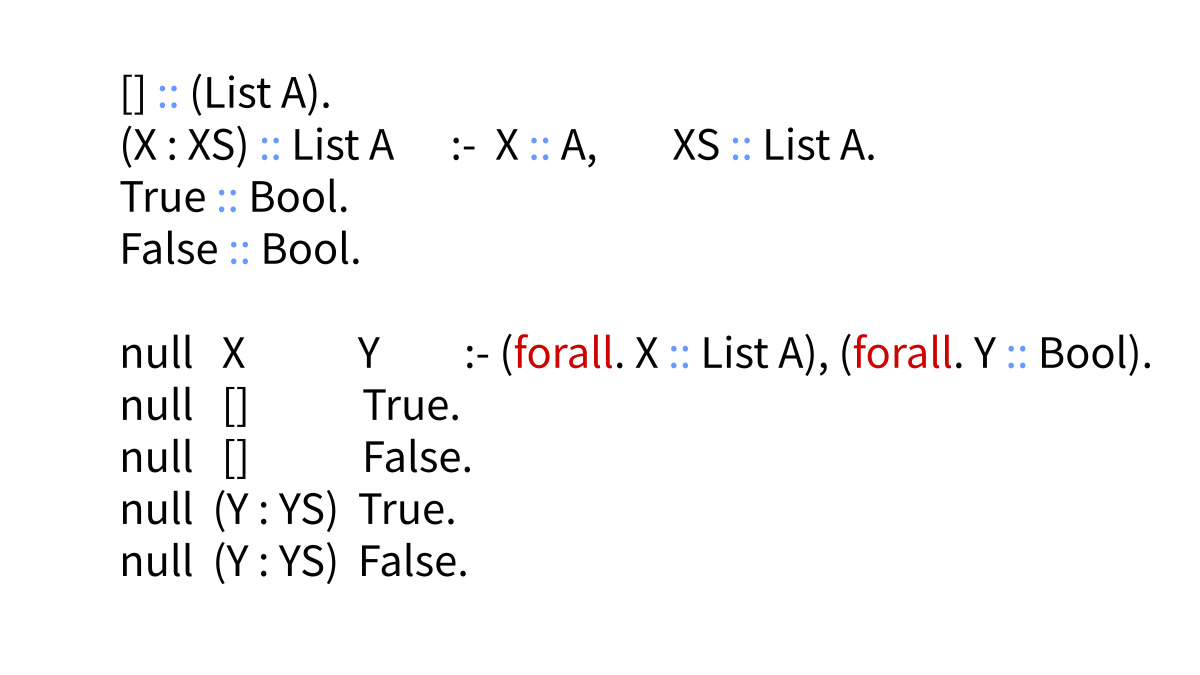 [] :: (List A).
(X : XS) :: List A :- X :: A, XS :: List A.
True :: Bool.
False :: Bool.
null X Y :- (forall. X :: List A), (forall. Y :: Bool).
null [] True.
null [] False.
null (Y : YS) True.
null (Y : YS) False.